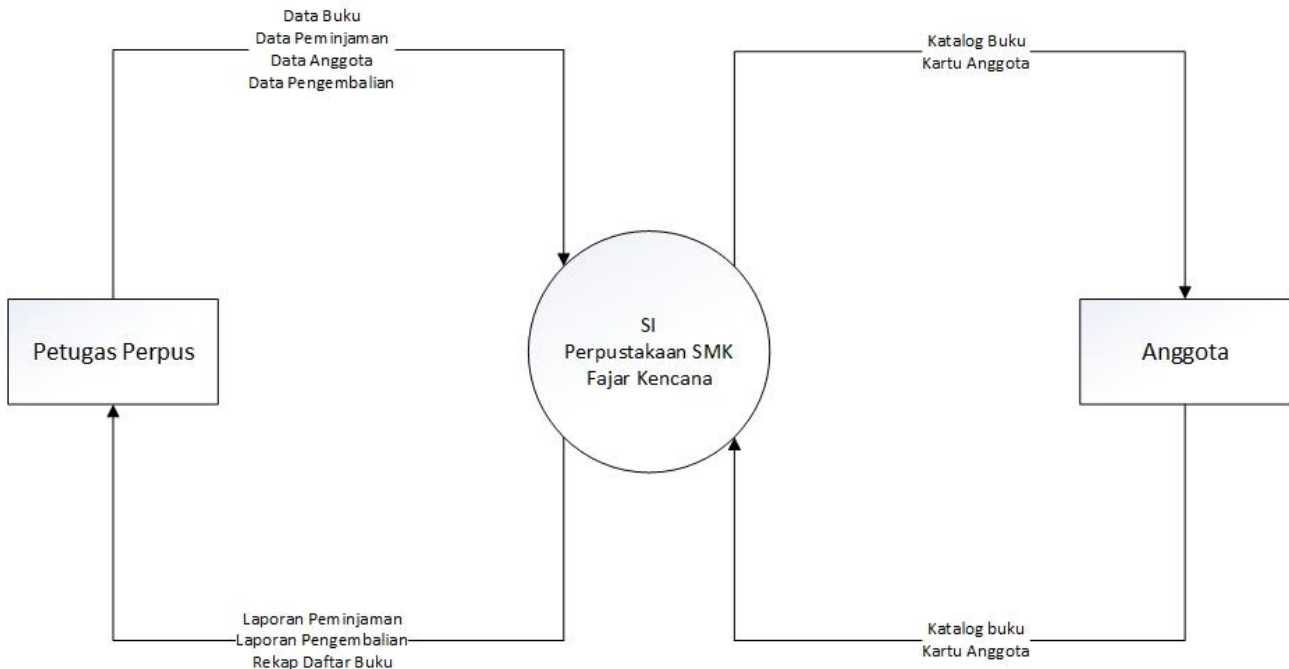 Data Buku
Data Peminjaman
Data Anggota
Data Pengembalian
Katalog Buku
Kartu Anggota
Petugas Perpus
SI
Perpustakaan SMK
Fajar Kencana
Anggota
Laporan Peminjaman
Laporan Pengembalian
Rekap Daftar Buku
Katalog buku
Kartu Anggota